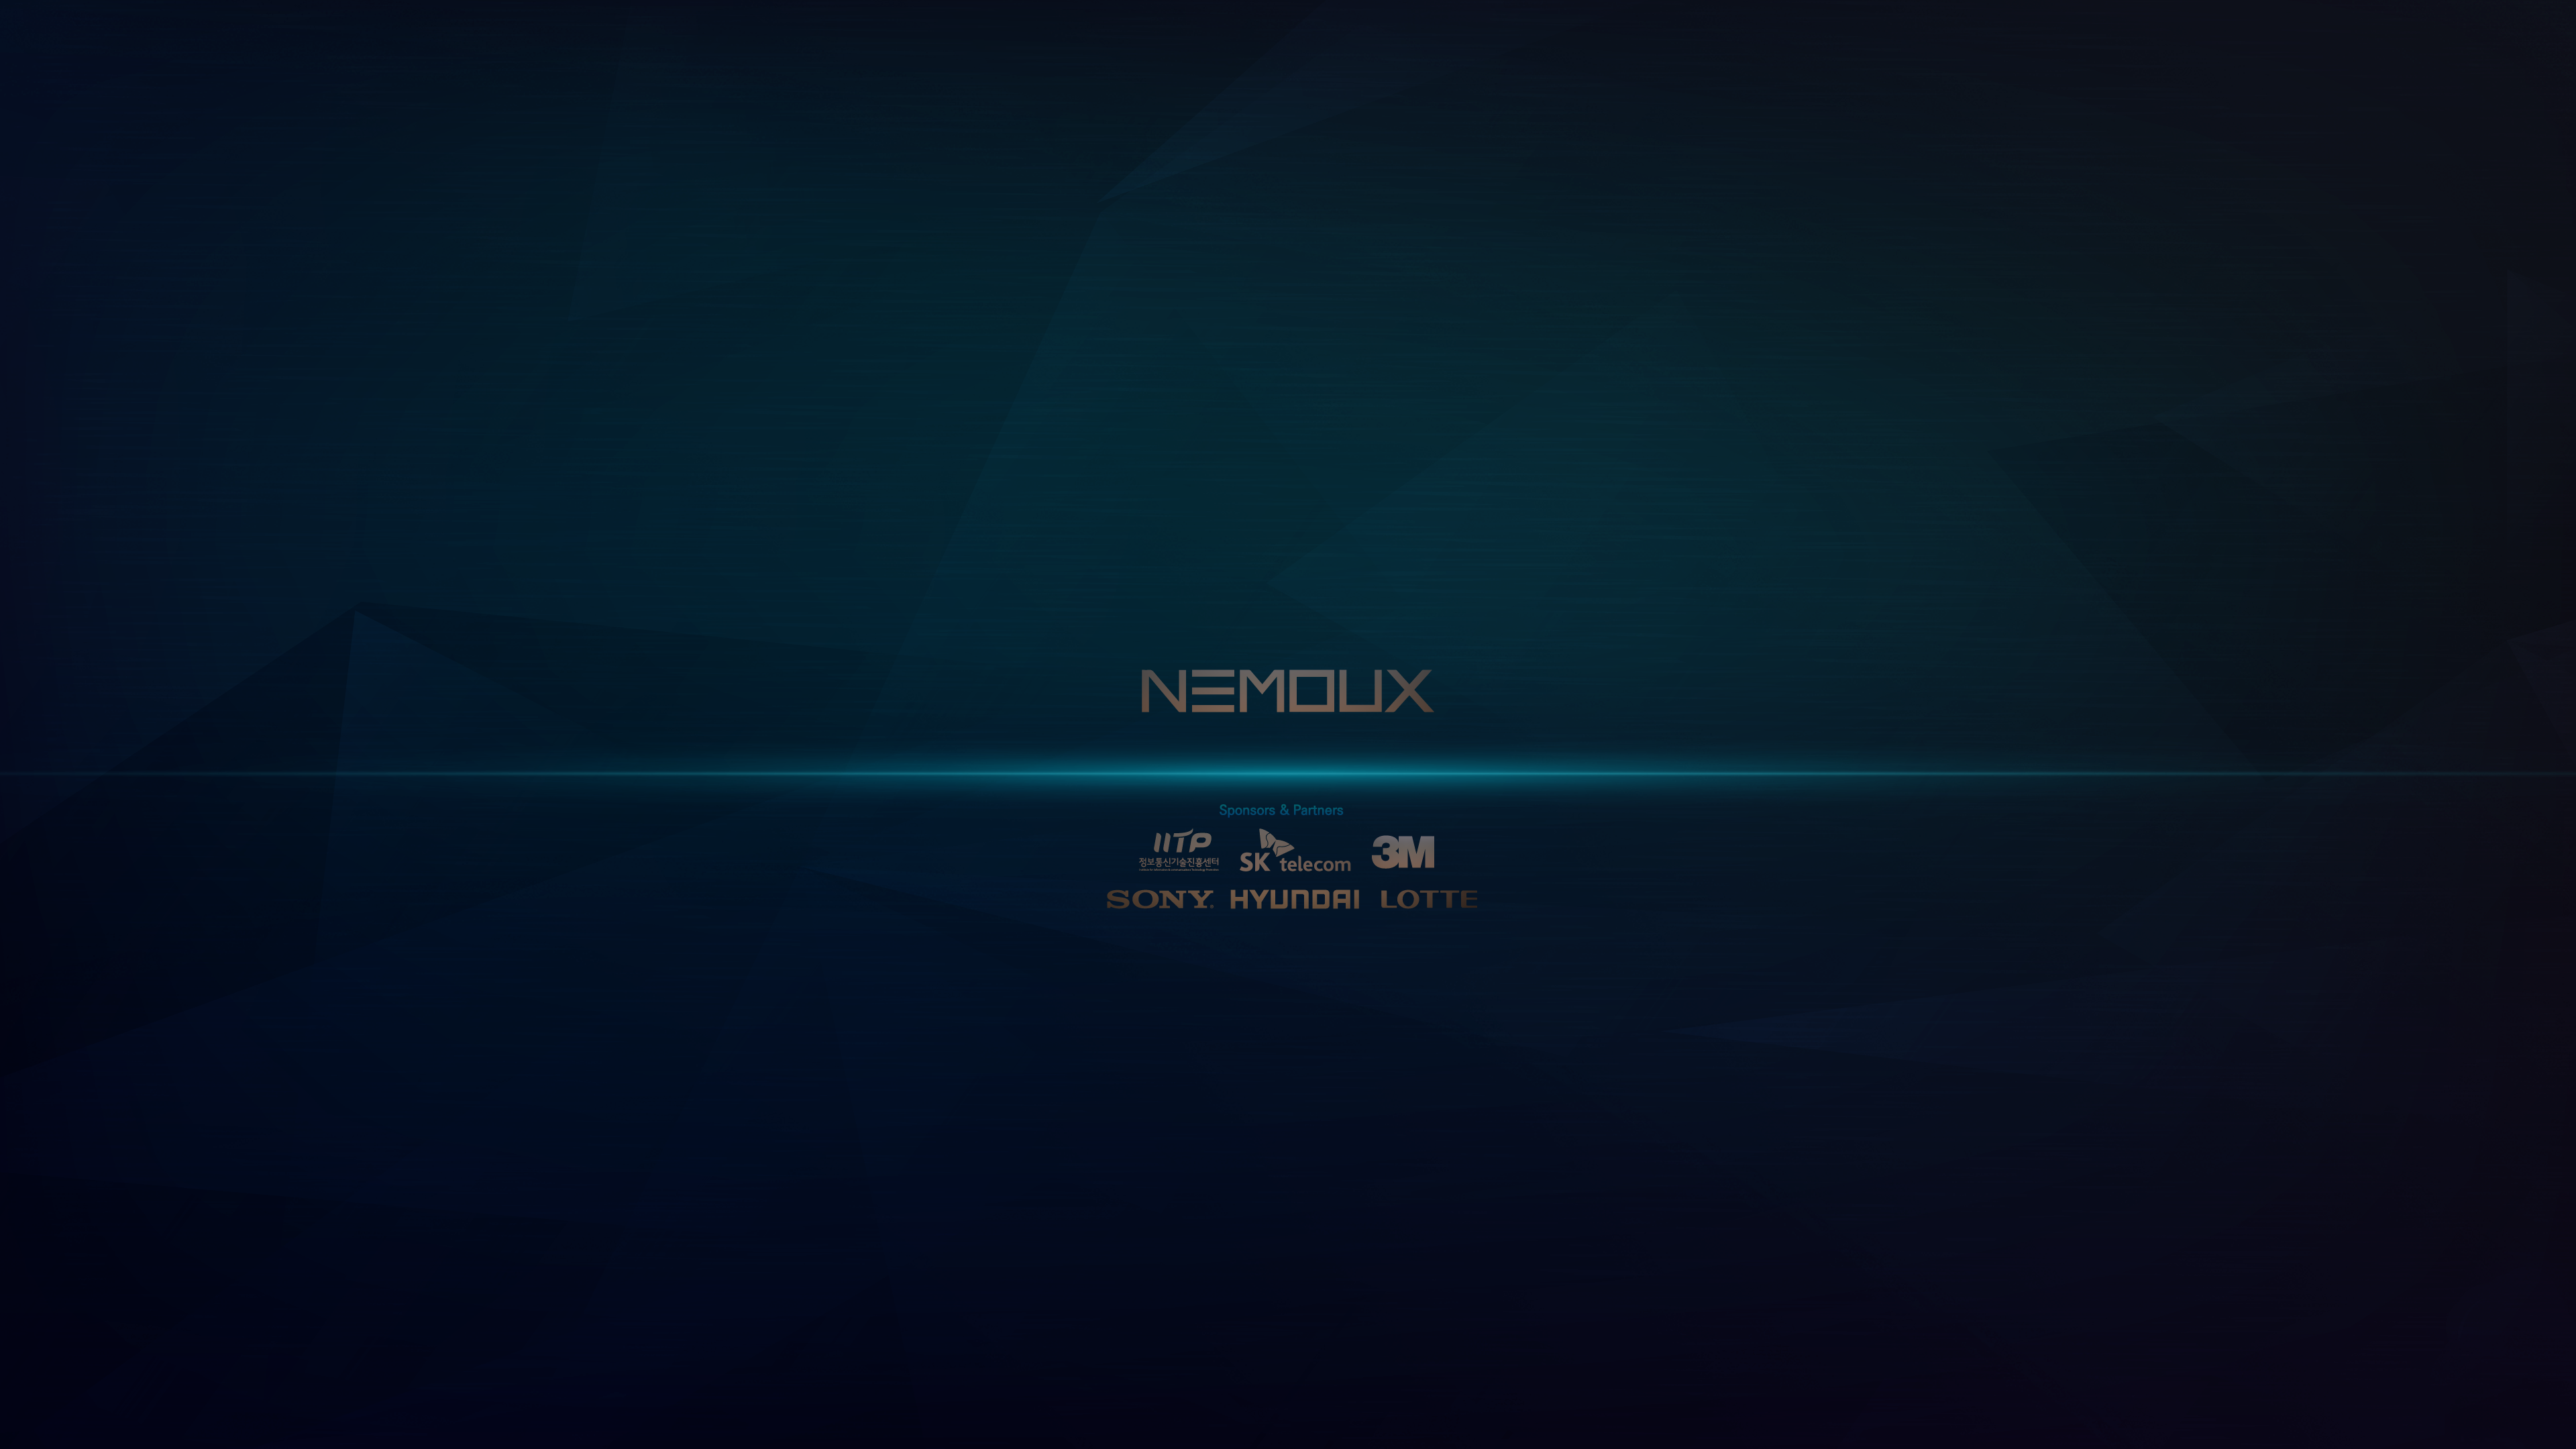 NEMOUX
Sponsors & Partners
IITP SK telecom 3M
정보통신기술진흥센터
SONY. HYUNDAI LOTTE